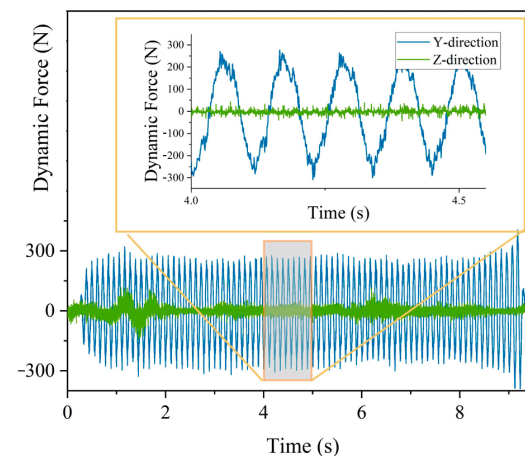 Dynamic Force (N)
300
200
100
0
-100
-200
-300
Dynamic Force (N)
Y-direction
Z-direction
4.0
4.5
Time (s)
300
0
-300
0
2
4
6
8
Time (s)